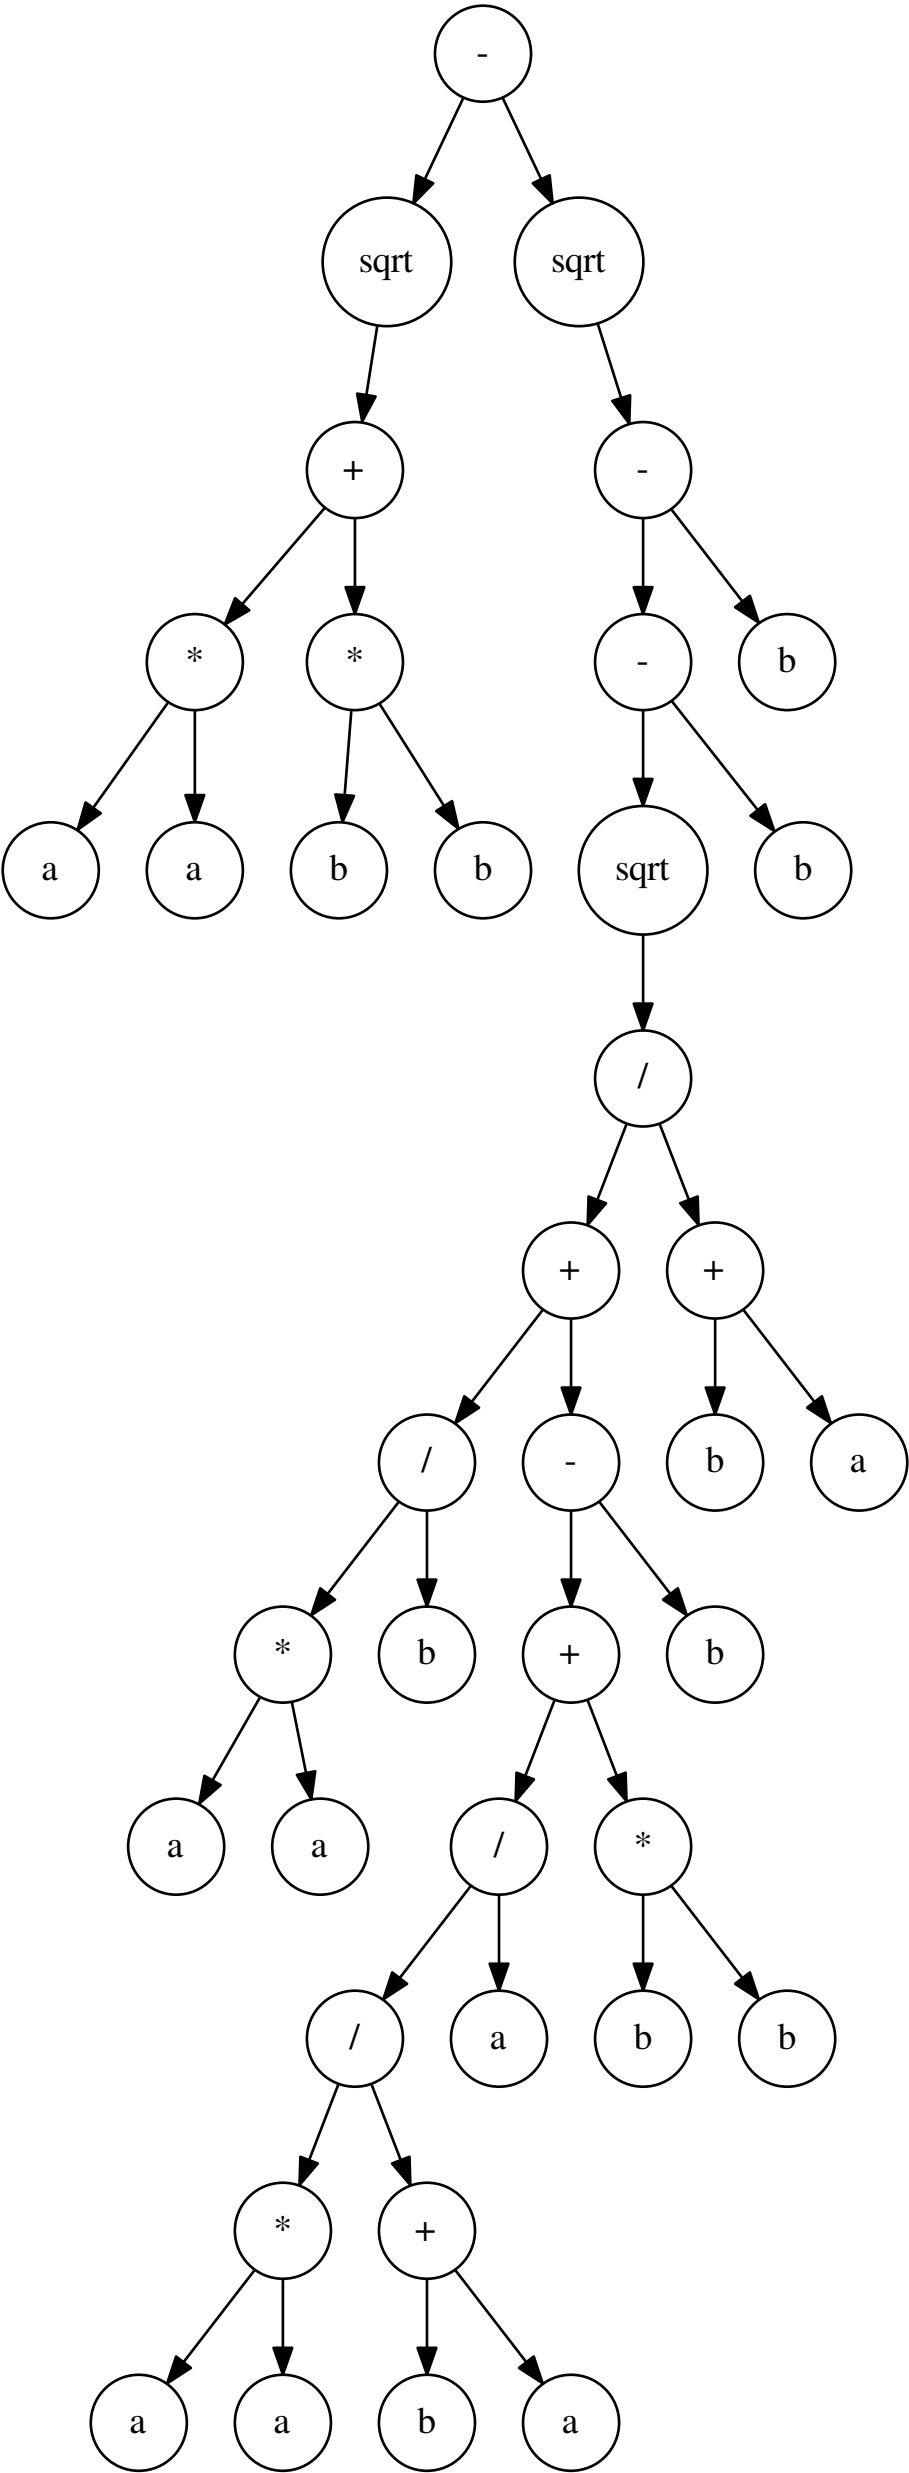 -
sqrt sqrt
+ -
* * - b
a a b b sqrt b
/
+ +
/ - b a
* b + b
a a / *
/ a b b
* +
a a b a